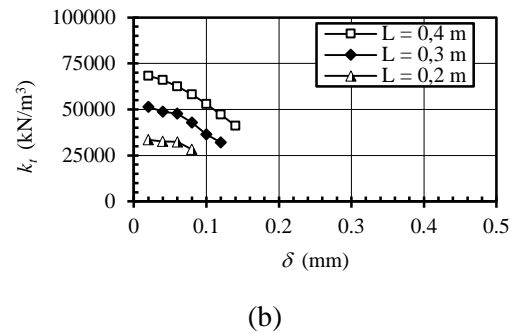 100000
75000
50000
25000
0
k_t (kN/m³)
L = 0,4 m
L = 0,3 m
L = 0,2 m
0 0.1 0.2 0.3 0.4 0.5
δ (mm)
(b)